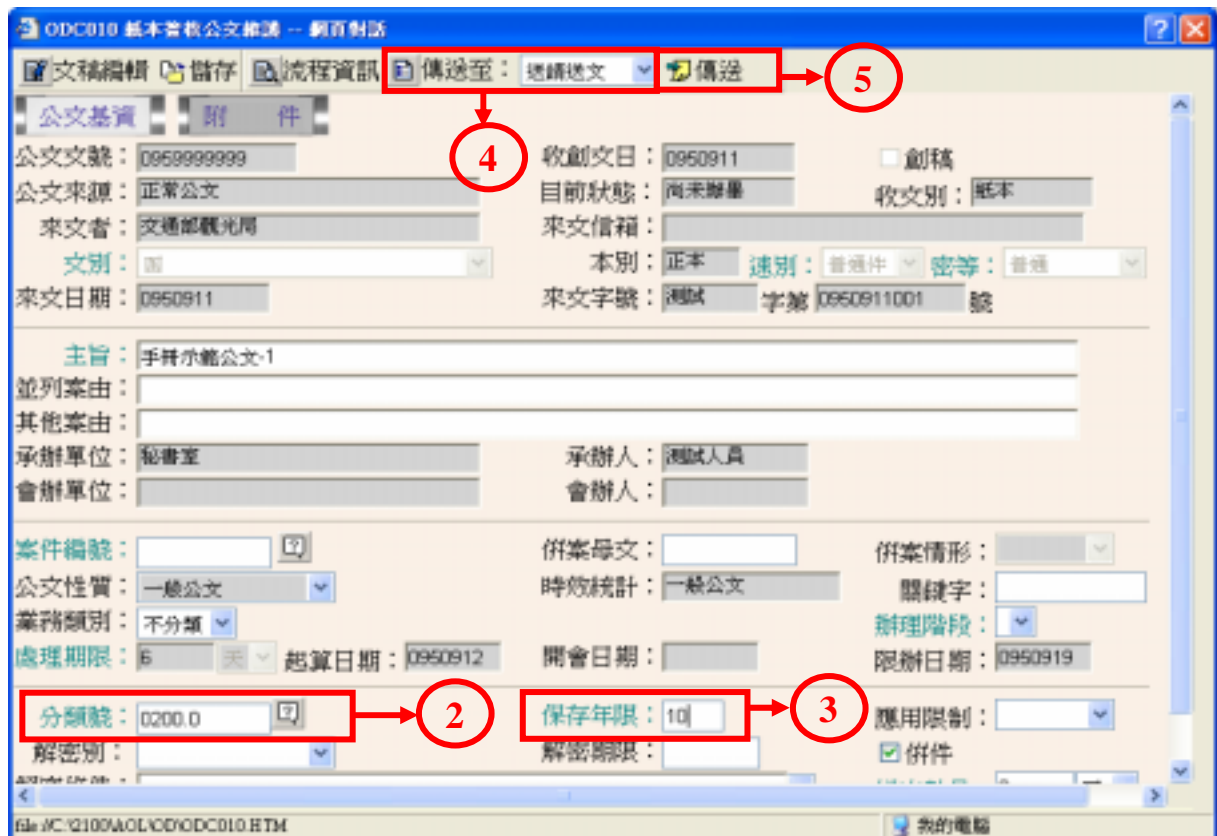 ODC010 紙本簽收公文維護 -- 網頁對話
文稿編輯 儲存 流程資訊 傳送至： 送繕送文 傳送 5
公文基資 附 件 4
公文文號： 0959999999 收創文日： 0950911 創稿
公文來源： 正常公文 目前狀態： 尚未辦畢 收文別： 紙本
來文者： 交通部觀光局 來文信箱：
文別： 函 本別： 正本 速別： 普通件 密等： 普通
來文日期： 0950911 來文字號： 測試 字第 0950911001 號
主旨： 手冊示範公文-1
並列案由：
其他案由：
承辦單位： 秘書室 承辦人： 測試人員
會辦單位： 會辦人：
案件編號： 併案母文： 併案情形：
公文性質： 一般公文 時效統計： 一般公文 關鍵字：
業務類別： 不分類 辦理階段：
處理期限： 6 天 起算日期： 0950912 開會日期： 限辦日期： 0950919
分類號： 0200.0 2 保存年限： 10 3 應用限制：
解密別： 解密期限： 併件
file://C:\2100\AOL\OD\ODC010.HTM 我的電腦